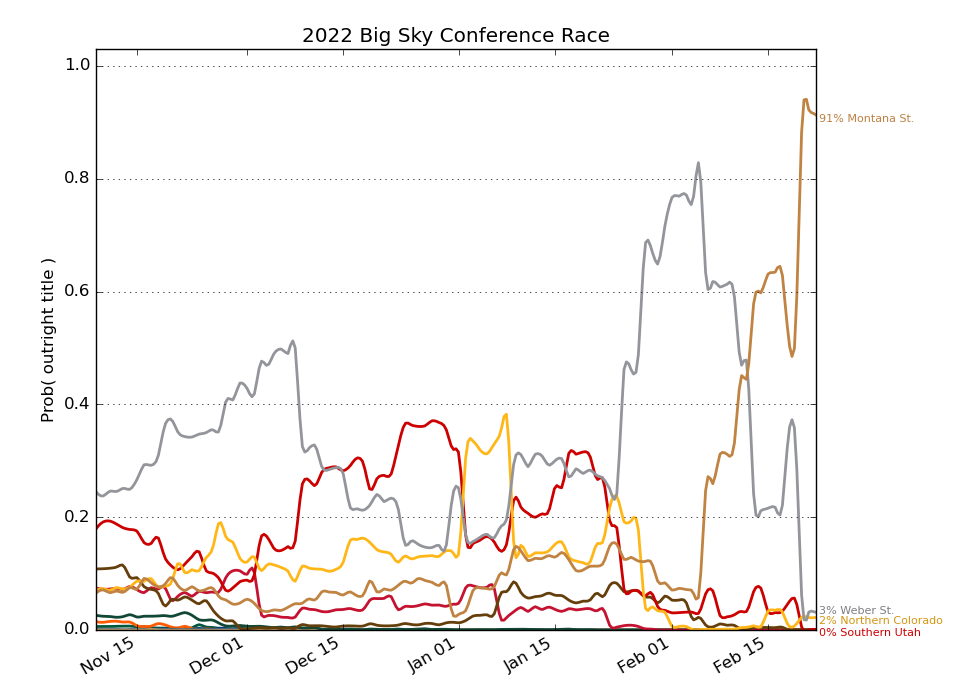 2022 Big Sky Conference Race
1.0
0.8
0.6
0.4
0.2
0.0
Prob( outright title )
91% Montana St.
3% Weber St.
2% Northern Colorado
0% Southern Utah
Nov 15
Dec 01
Dec 15
Jan 01
Jan 15
Feb 01
Feb 15